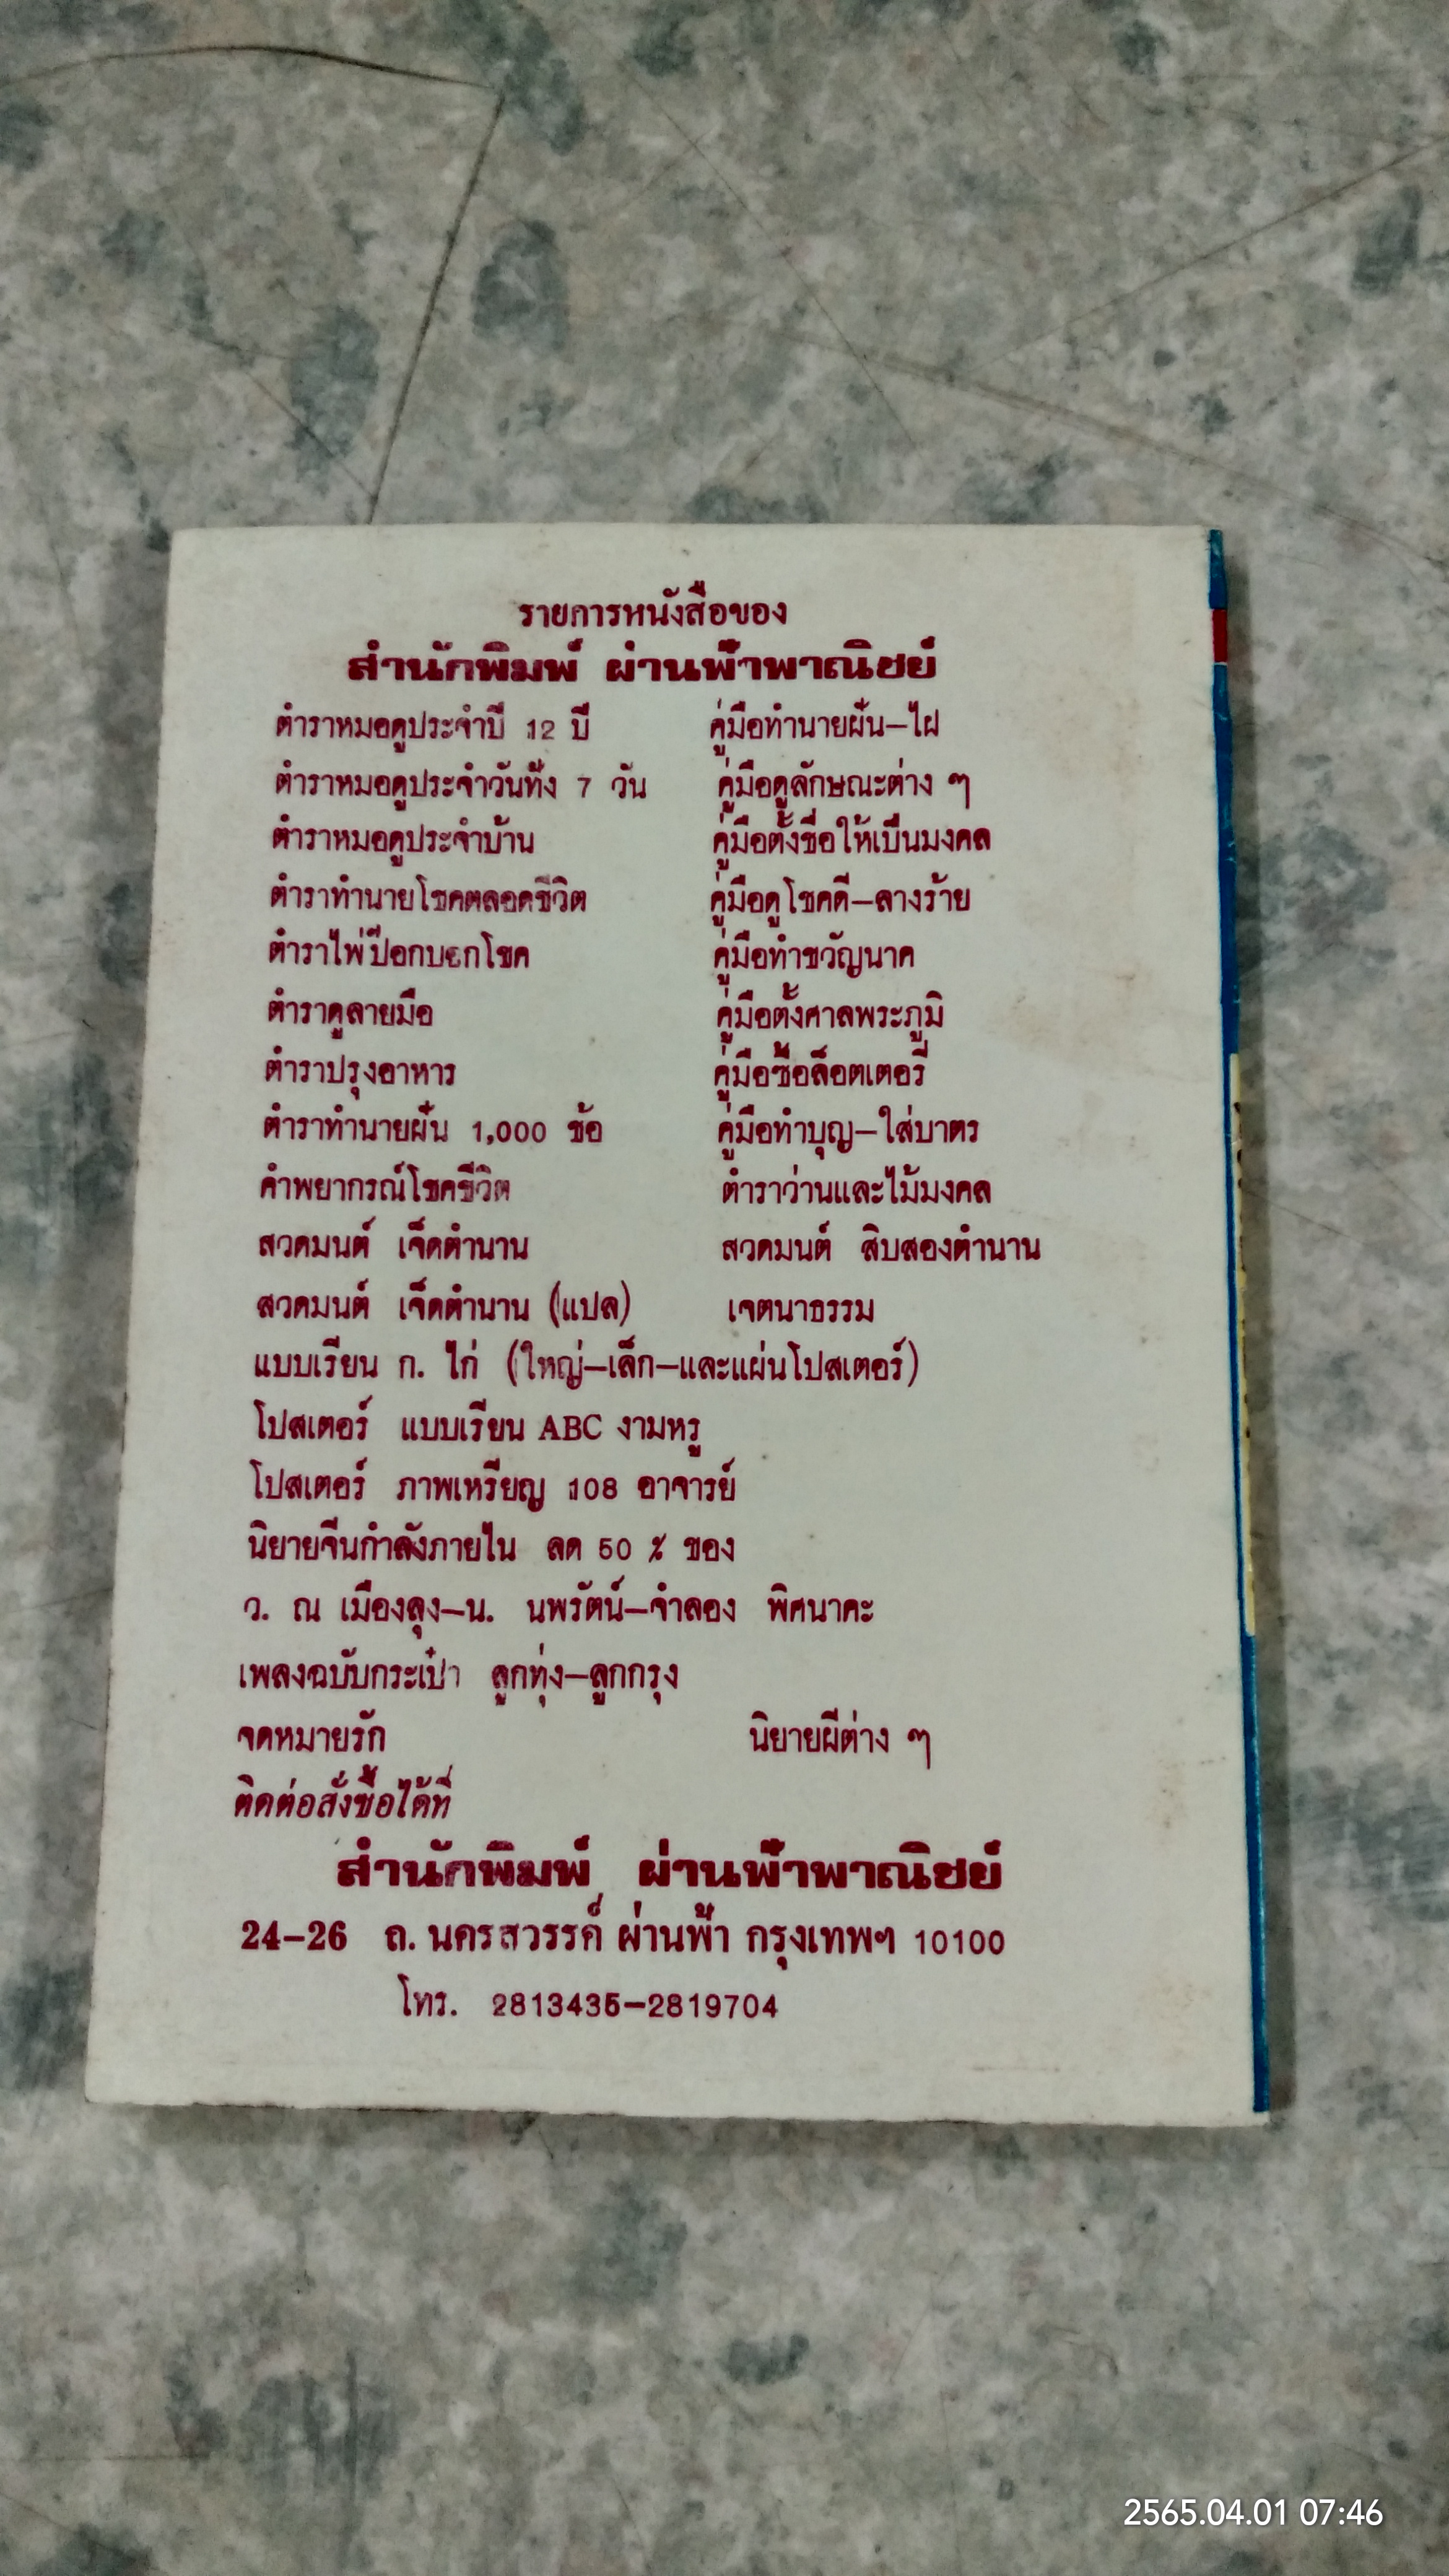 รายการหนังสือของ
สำนักพิมพ์ ผ่านฟ้าพาณิชย์
ตำราหมอดูประจำปี 12 ปี คู่มือทำนายฝัน-ไฝ
ตำราหมอดูประจำวันทั้ง 7 วัน คู่มือดูลักษณะต่าง ๆ
ตำราหมอดูประจำบ้าน คู่มือตั้งชื่อให้เป็นมงคล
ตำราทำนายโชคตลอดชีวิต คู่มือดูโชคดี-ลางร้าย
ตำราไพ่ป๊อกบอกโชค คู่มือทำขวัญนาค
ตำราดูลายมือ คู่มือตั้งศาลพระภูมิ
ตำราปรุงอาหาร คู่มือซื้อล็อตเตอรี่
ตำราทำนายฝัน 1,000 ข้อ คู่มือทำบุญ-ใส่บาตร
คำพยากรณ์โชคชีวิต ตำราว่านและไม้มงคล
สวดมนต์ เจ็ดตำนาน สวดมนต์ สิบสองตำนาน
สวดมนต์ เจ็ดตำนาน (แปล) เจตนาธรรม
แบบเรียน ก. ไก่ (ใหญ่-เล็ก-และแผ่นโปสเตอร์)
โปสเตอร์ แบบเรียน ABC งามหรู
โปสเตอร์ ภาพเหรียญ 108 อาจารย์
นิยายจีนกำลังภายใน ลด 50 % ของ
ว. ณ เมืองลุง-น. นพรัตน์-จำลอง พิศนาคะ
เพลงฉบับกระเป๋า ลูกทุ่ง-ลูกกรุง
จดหมายรัก นิยายผีต่าง ๆ
ติดต่อสั่งซื้อได้ที่
สำนักพิมพ์ ผ่านฟ้าพาณิชย์
24-26 ถ. นครสวรรค์ ผ่านฟ้า กรุงเทพฯ 10100
โทร. 2813435-2819704
2565.04.01 07:46